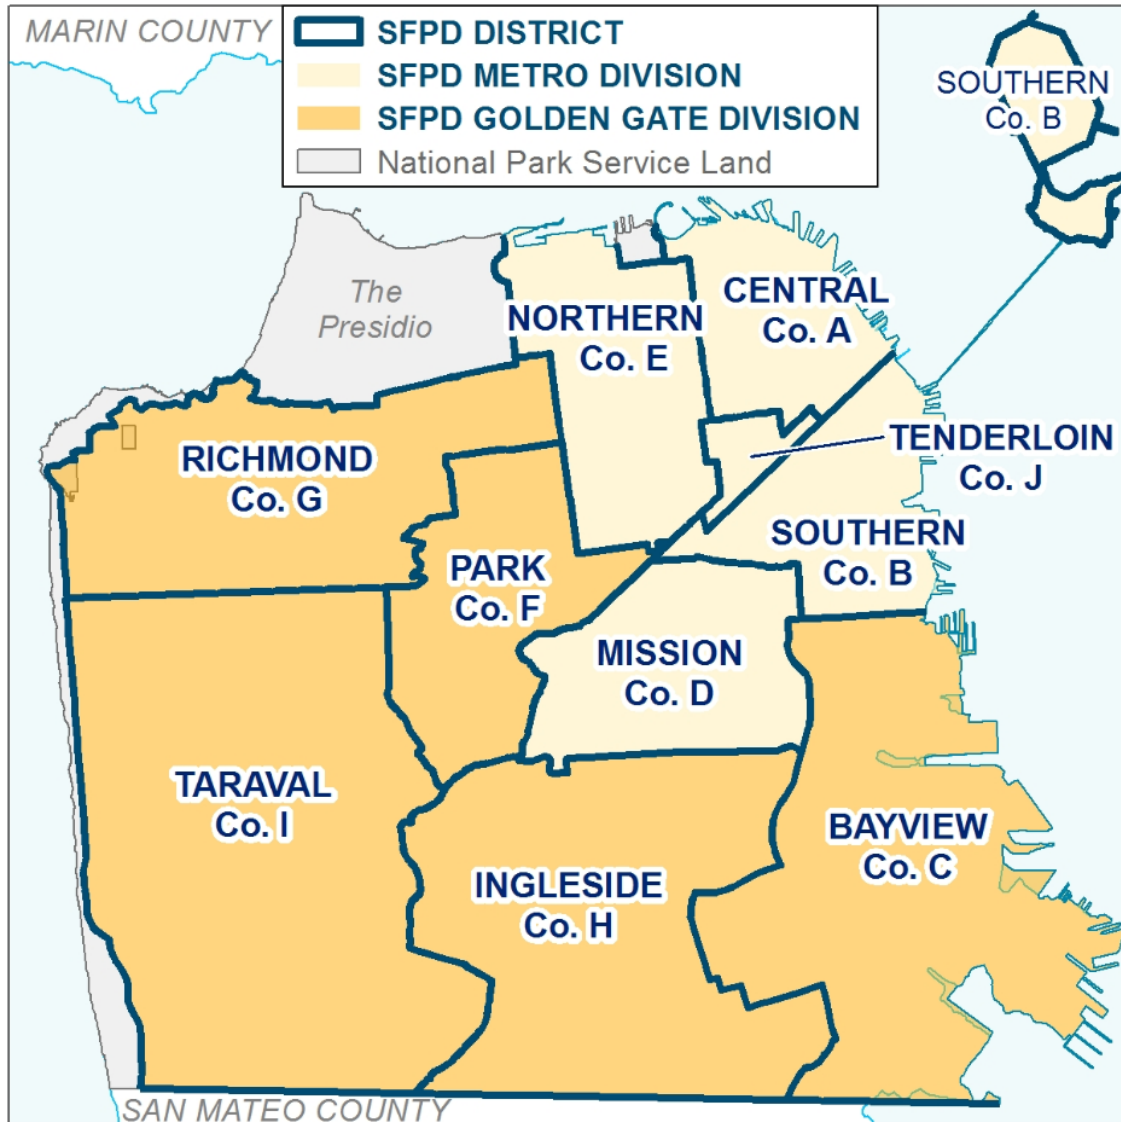 MARIN COUNTY
SFPD DISTRICT
SFPD METRO DIVISION
SFPD GOLDEN GATE DIVISION
National Park Service Land
SOUTHERN
Co. B
The
Presidio
NORTHERN
Co. E
CENTRAL
Co. A
RICHMOND
Co. G
TENDERLOIN
Co. J
PARK
Co. F
SOUTHERN
Co. B
MISSION
Co. D
TARAVAL
Co. I
INGLESIDE
Co. H
BAYVIEW
Co. C
SAN MATEO COUNTY